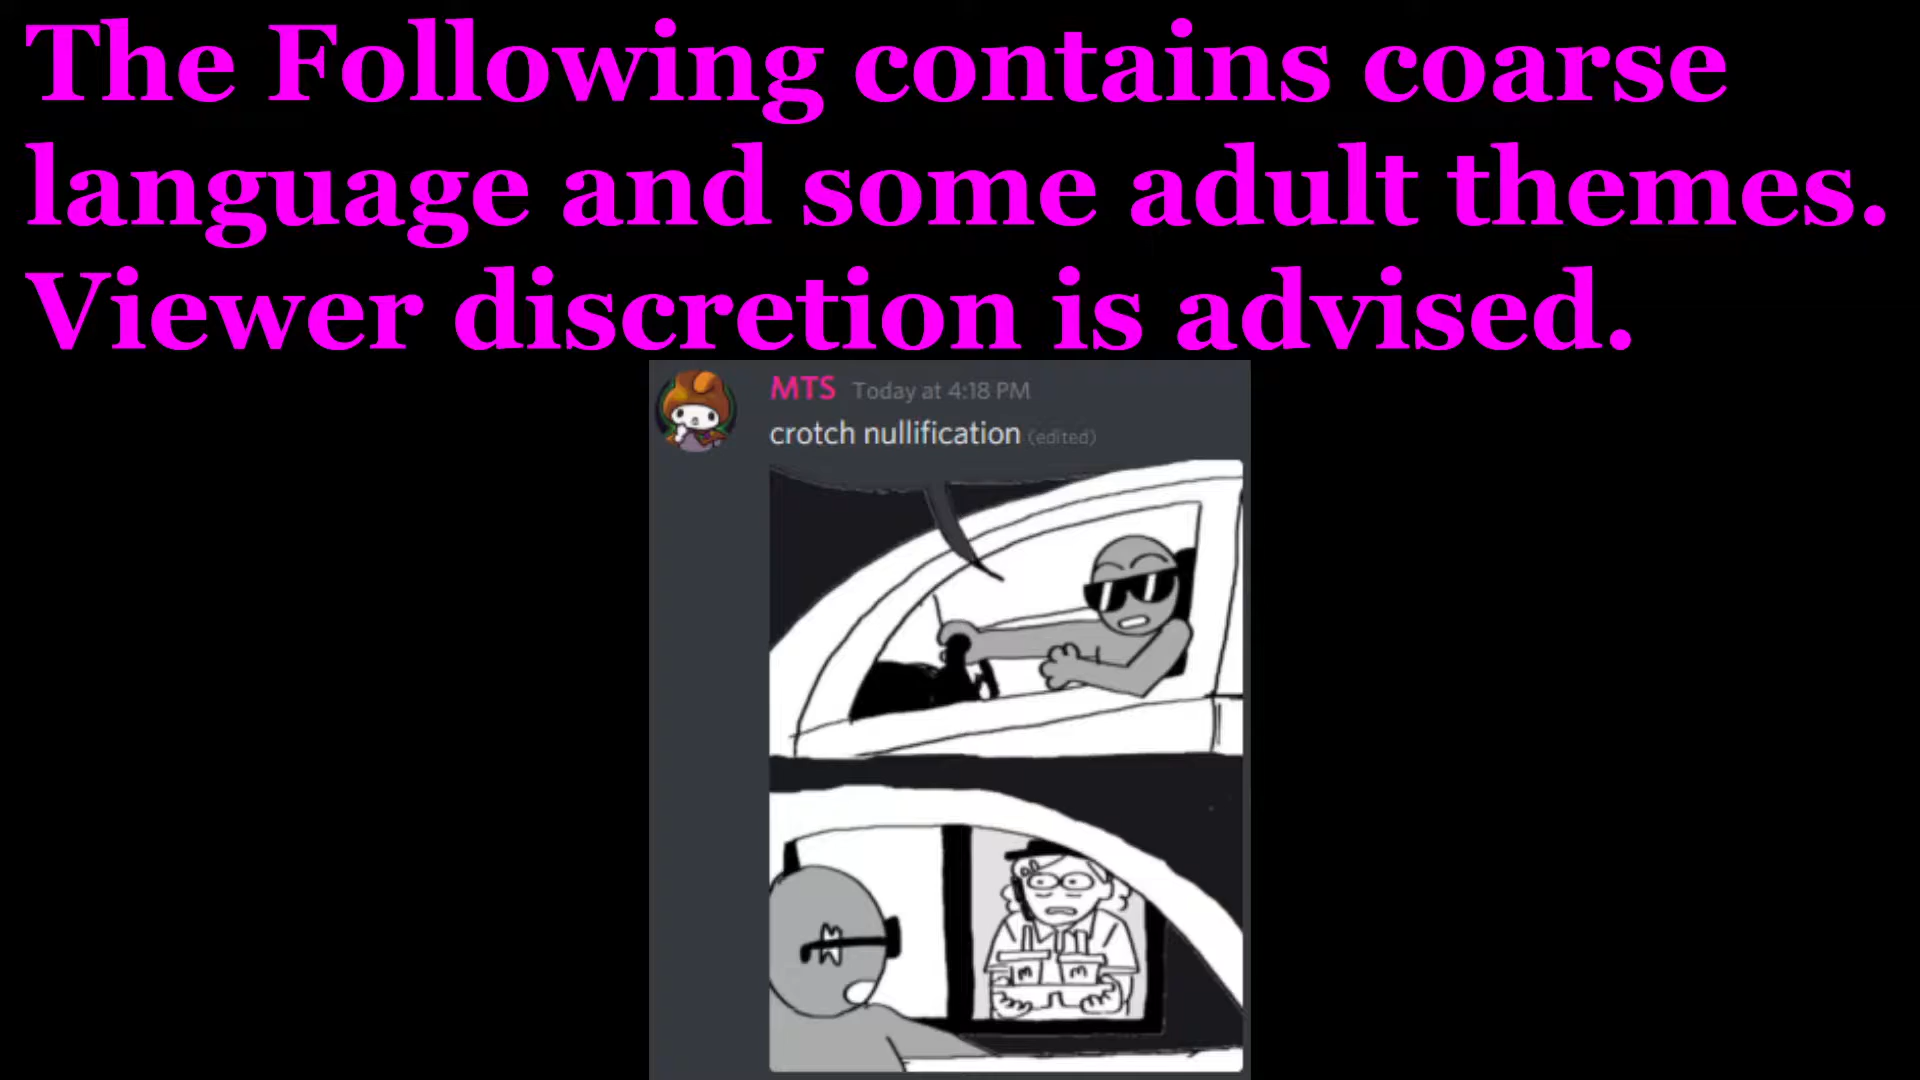 The Following contains coarse
language and some adult themes.
Viewer discretion is advised.
MTS Today at 4:18 PM
crotch nullification (edited)
m m